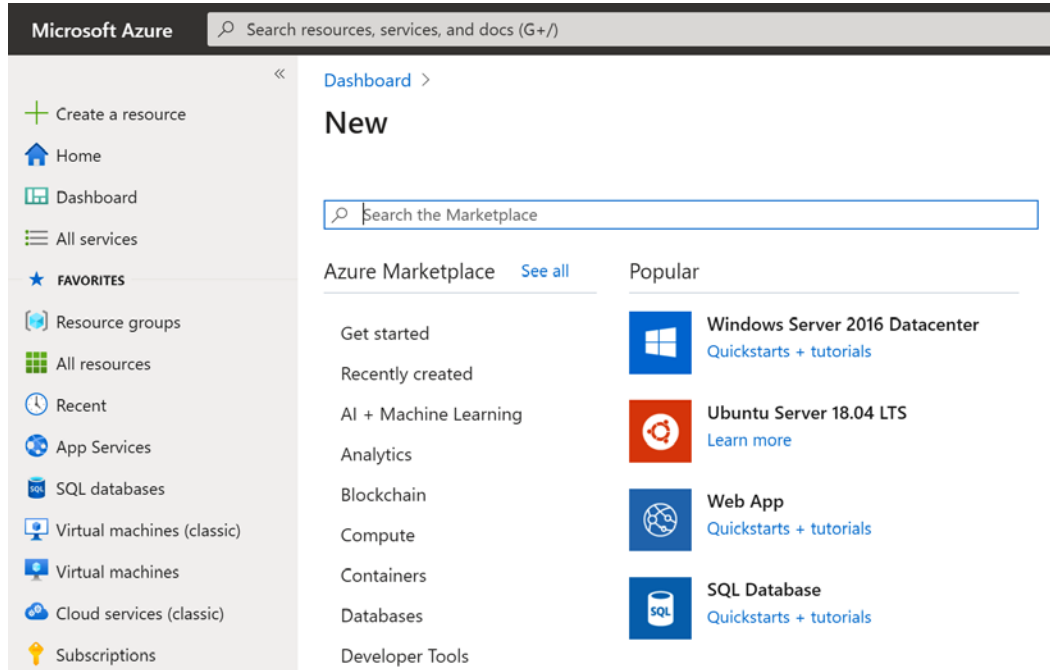 Microsoft Azure
Search resources, services, and docs (G+/)
«
Create a resource
Home
Dashboard
All services
FAVORITES
Resource groups
All resources
Recent
App Services
SQL databases
Virtual machines (classic)
Virtual machines
Cloud services (classic)
Subscriptions
Dashboard >
New
Search the Marketplace
Azure Marketplace See all
Get started
Recently created
AI + Machine Learning
Analytics
Blockchain
Compute
Containers
Databases
Developer Tools
Popular
Windows Server 2016 Datacenter
Quickstarts + tutorials
Ubuntu Server 18.04 LTS
Learn more
Web App
Quickstarts + tutorials
SQL
SQL Database
Quickstarts + tutorials